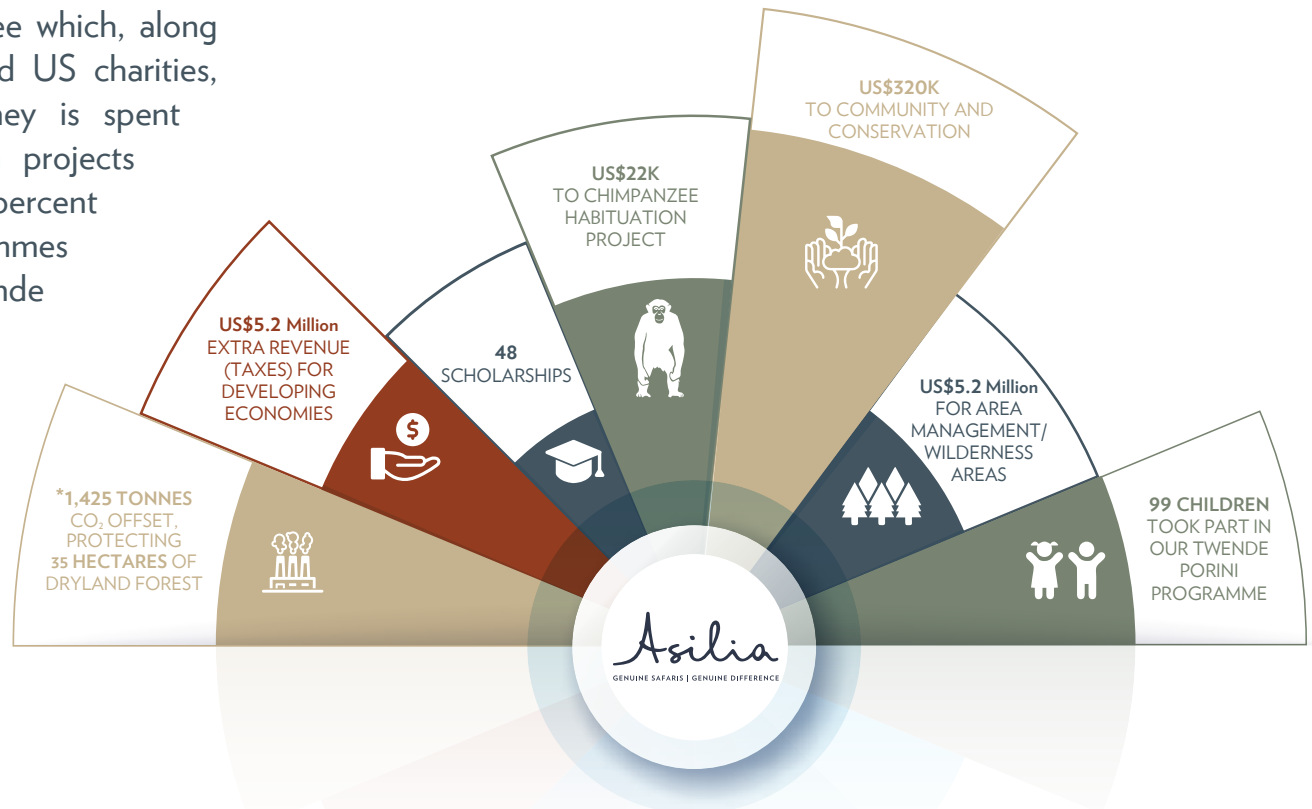 ee which, along
d US charities,
ney is spent
projects
percent
mmes
nde
*1,425 TONNES
CO₂ OFFSET,
PROTECTING
35 HECTARES OF
DRYLAND FOREST
US$5.2 Million
EXTRA REVENUE
(TAXES) FOR
DEVELOPING
ECONOMIES
$
48
SCHOLARSHIPS
US$22K
TO CHIMPANZEE
HABITUATION
PROJECT
US$320K
TO COMMUNITY AND
CONSERVATION
US$5.2 Million
FOR AREA
MANAGEMENT/
WILDERNESS
AREAS
99 CHILDREN
TOOK PART IN
OUR TWENDE
PORINI
PROGRAMME
Asilia
GENUINE SAFARIS | GENUINE DIFFERENCE